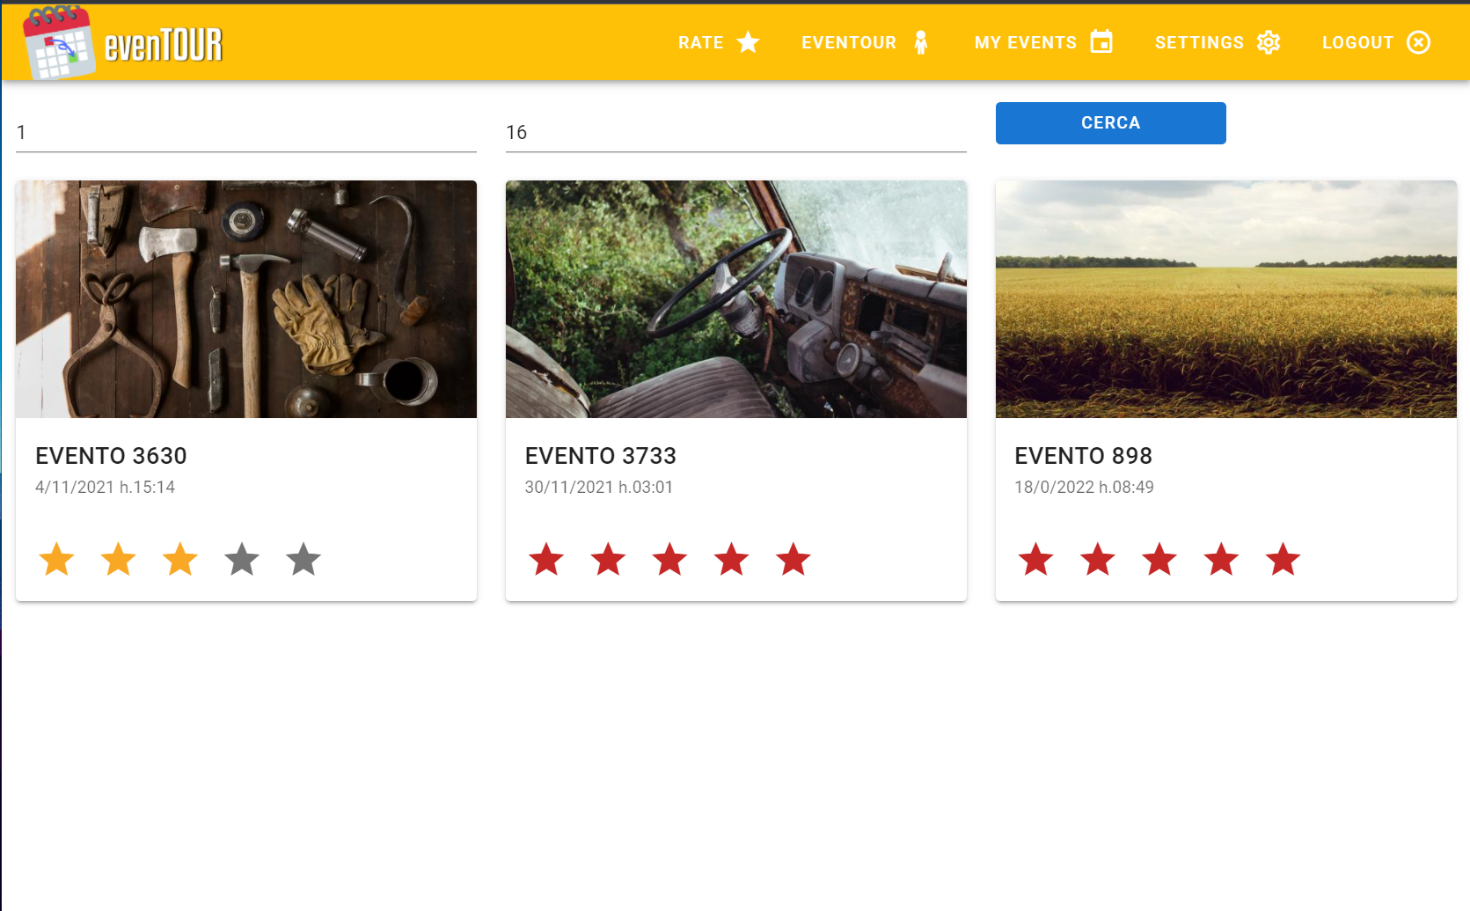 evenTOUR
RATE
EVENTOUR
MY EVENTS
SETTINGS
LOGOUT
1
16
CERCA
EVENTO 3630
4/11/2021 h.15:14
EVENTO 3733
30/11/2021 h.03:01
EVENTO 898
18/0/2022 h.08:49